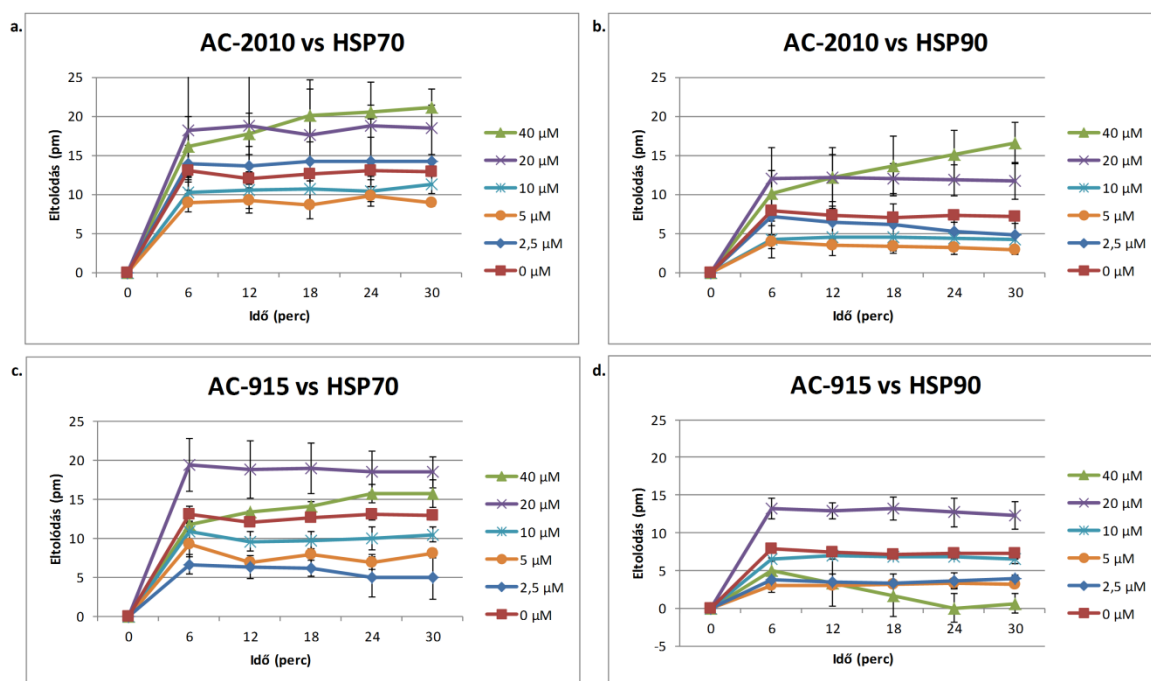 a.
AC-2010 vs HSP70
Eltolódás (pm)
25
20
15
10
5
0
0 6 12 18 24 30
Idő (perc)
40 µM
20 µM
10 µM
5 µM
2,5 µM
0 µM
b.
AC-2010 vs HSP90
Eltolódás (pm)
25
20
15
10
5
0
0 6 12 18 24 30
Idő (perc)
40 µM
20 µM
10 µM
5 µM
2,5 µM
0 µM
c.
AC-915 vs HSP70
Eltolódás (pm)
25
20
15
10
5
0
0 6 12 18 24 30
Idő (perc)
40 µM
20 µM
10 µM
5 µM
2,5 µM
0 µM
d.
AC-915 vs HSP90
Eltolódás (pm)
25
20
15
10
5
0
-5
0 6 12 18 24 30
Idő (perc)
40 µM
20 µM
10 µM
5 µM
2,5 µM
0 µM